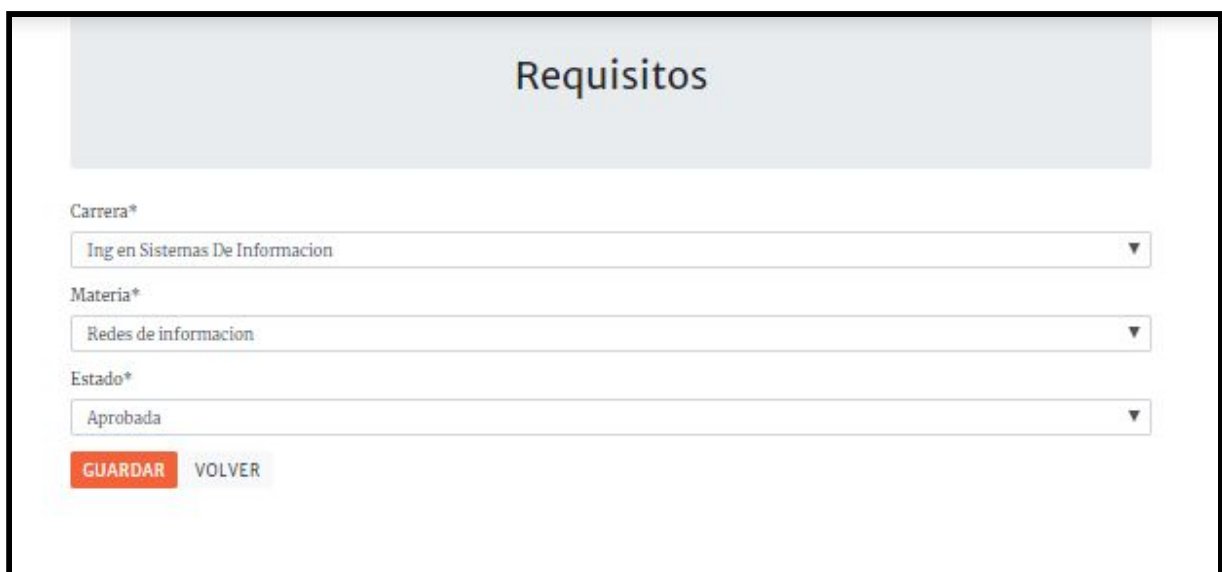 Requisitos
Carrera*
Ing en Sistemas De Informacion
Materia*
Redes de informacion
Estado*
Aprobada
GUARDAR VOLVER